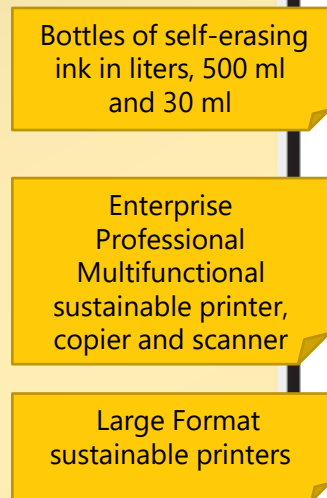 Bottles of self-erasing
ink in liters, 500 ml
and 30 ml
Enterprise
Professional
Multifunctional
sustainable printer,
copier and scanner
Large Format
sustainable printers